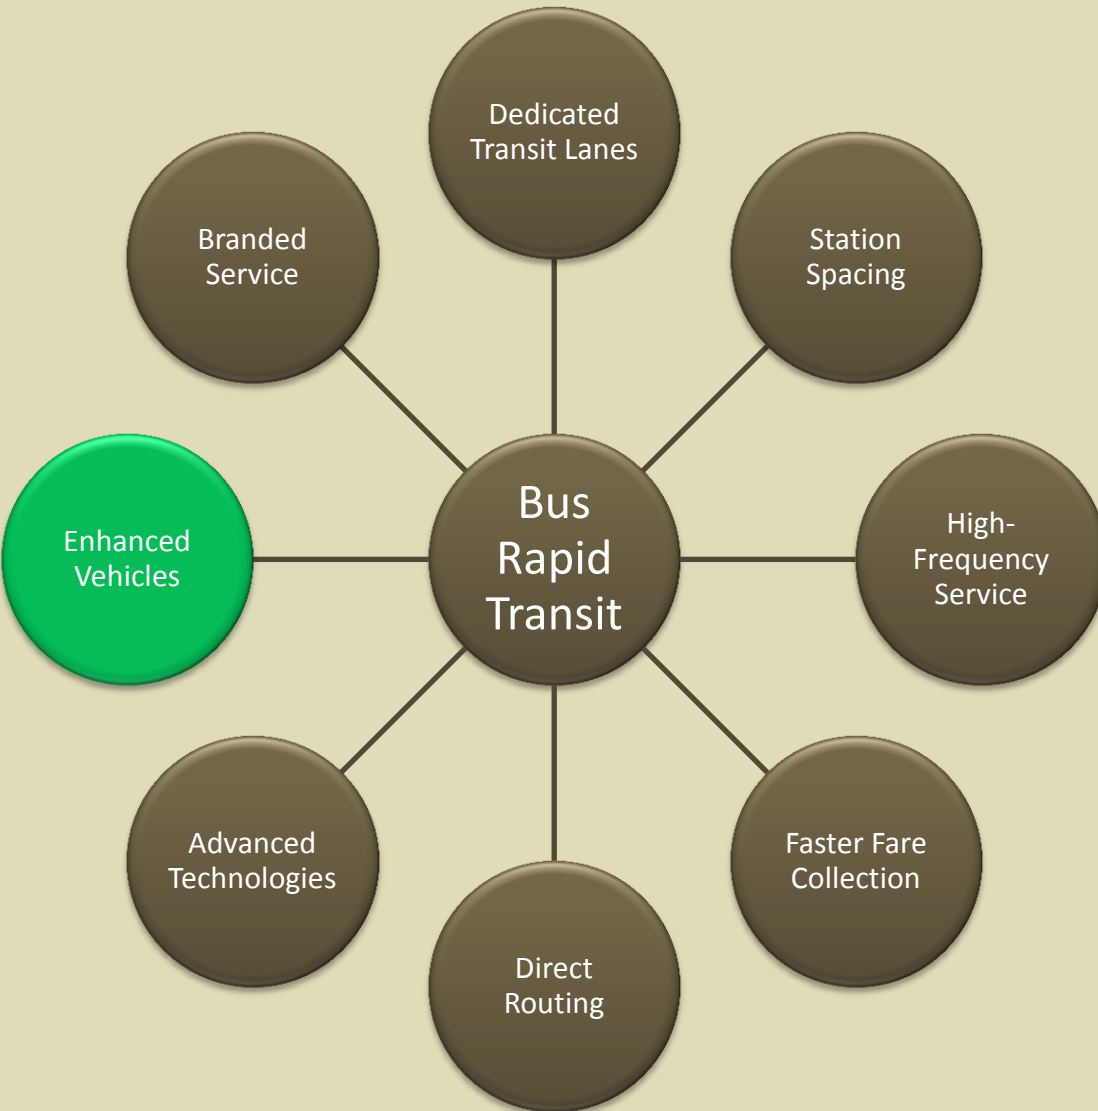 Dedicated
Transit Lanes
Station
Spacing
High-
Frequency
Service
Faster Fare
Collection
Direct
Routing
Advanced
Technologies
Enhanced
Vehicles
Branded
Service
Bus
Rapid
Transit